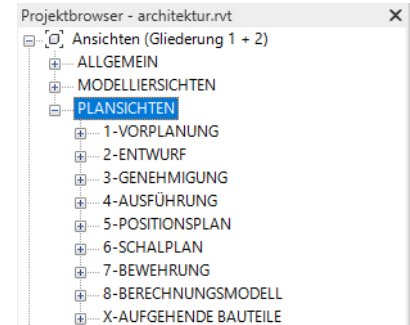 Projektbrowser - architektur.rvt
Ansichten (Gliederung 1 + 2)
ALLGEMEIN
MODELLIERSICHTEN
PLANSICHTEN
1-VORPLANUNG
2-ENTWURF
3-GENEHMIGUNG
4-AUSFÜHRUNG
5-POSITIONSPLAN
6-SCHALPLAN
7-BEWEHRUNG
8-BERECHNUNGSMODELL
X-AUFGEHENDE BAUTEILE